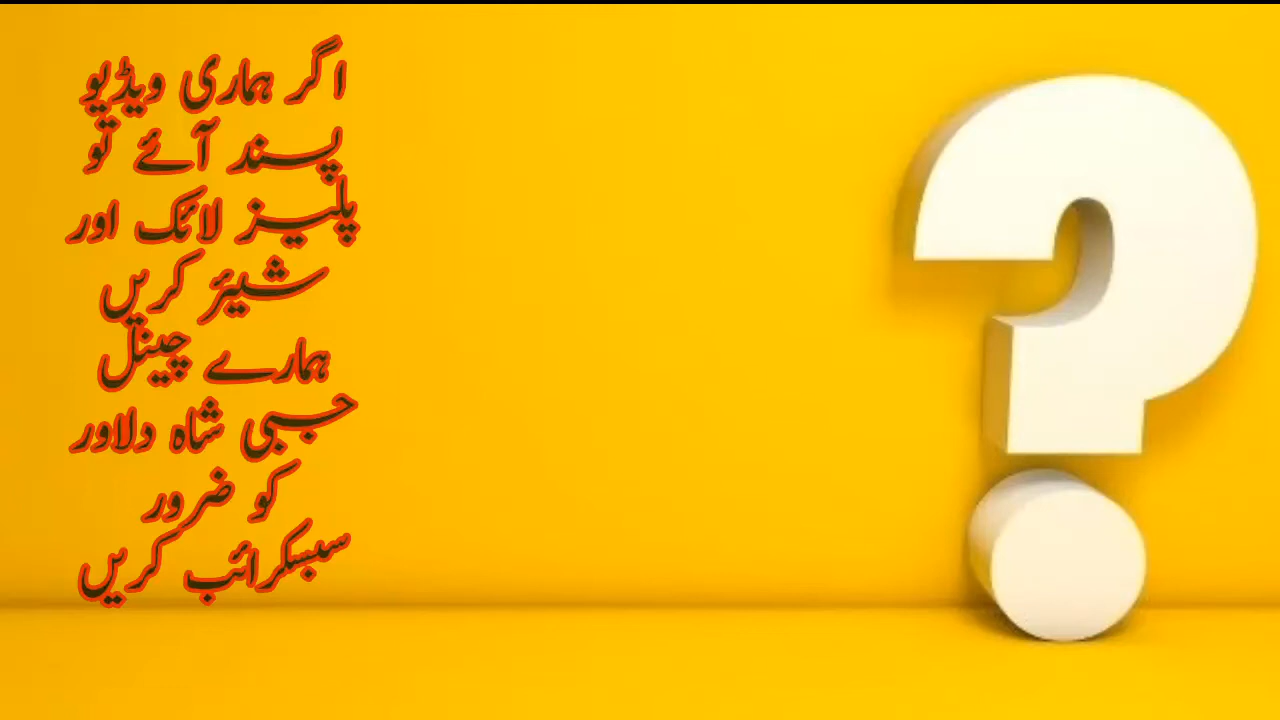 اگر ہماری ویڈیو
پسند آئے تو
پلیز لائک اور
شیئر کریں
ہمارے چینل
جبی شاہ دلاور
کو ضرور
سبسکرائب کریں